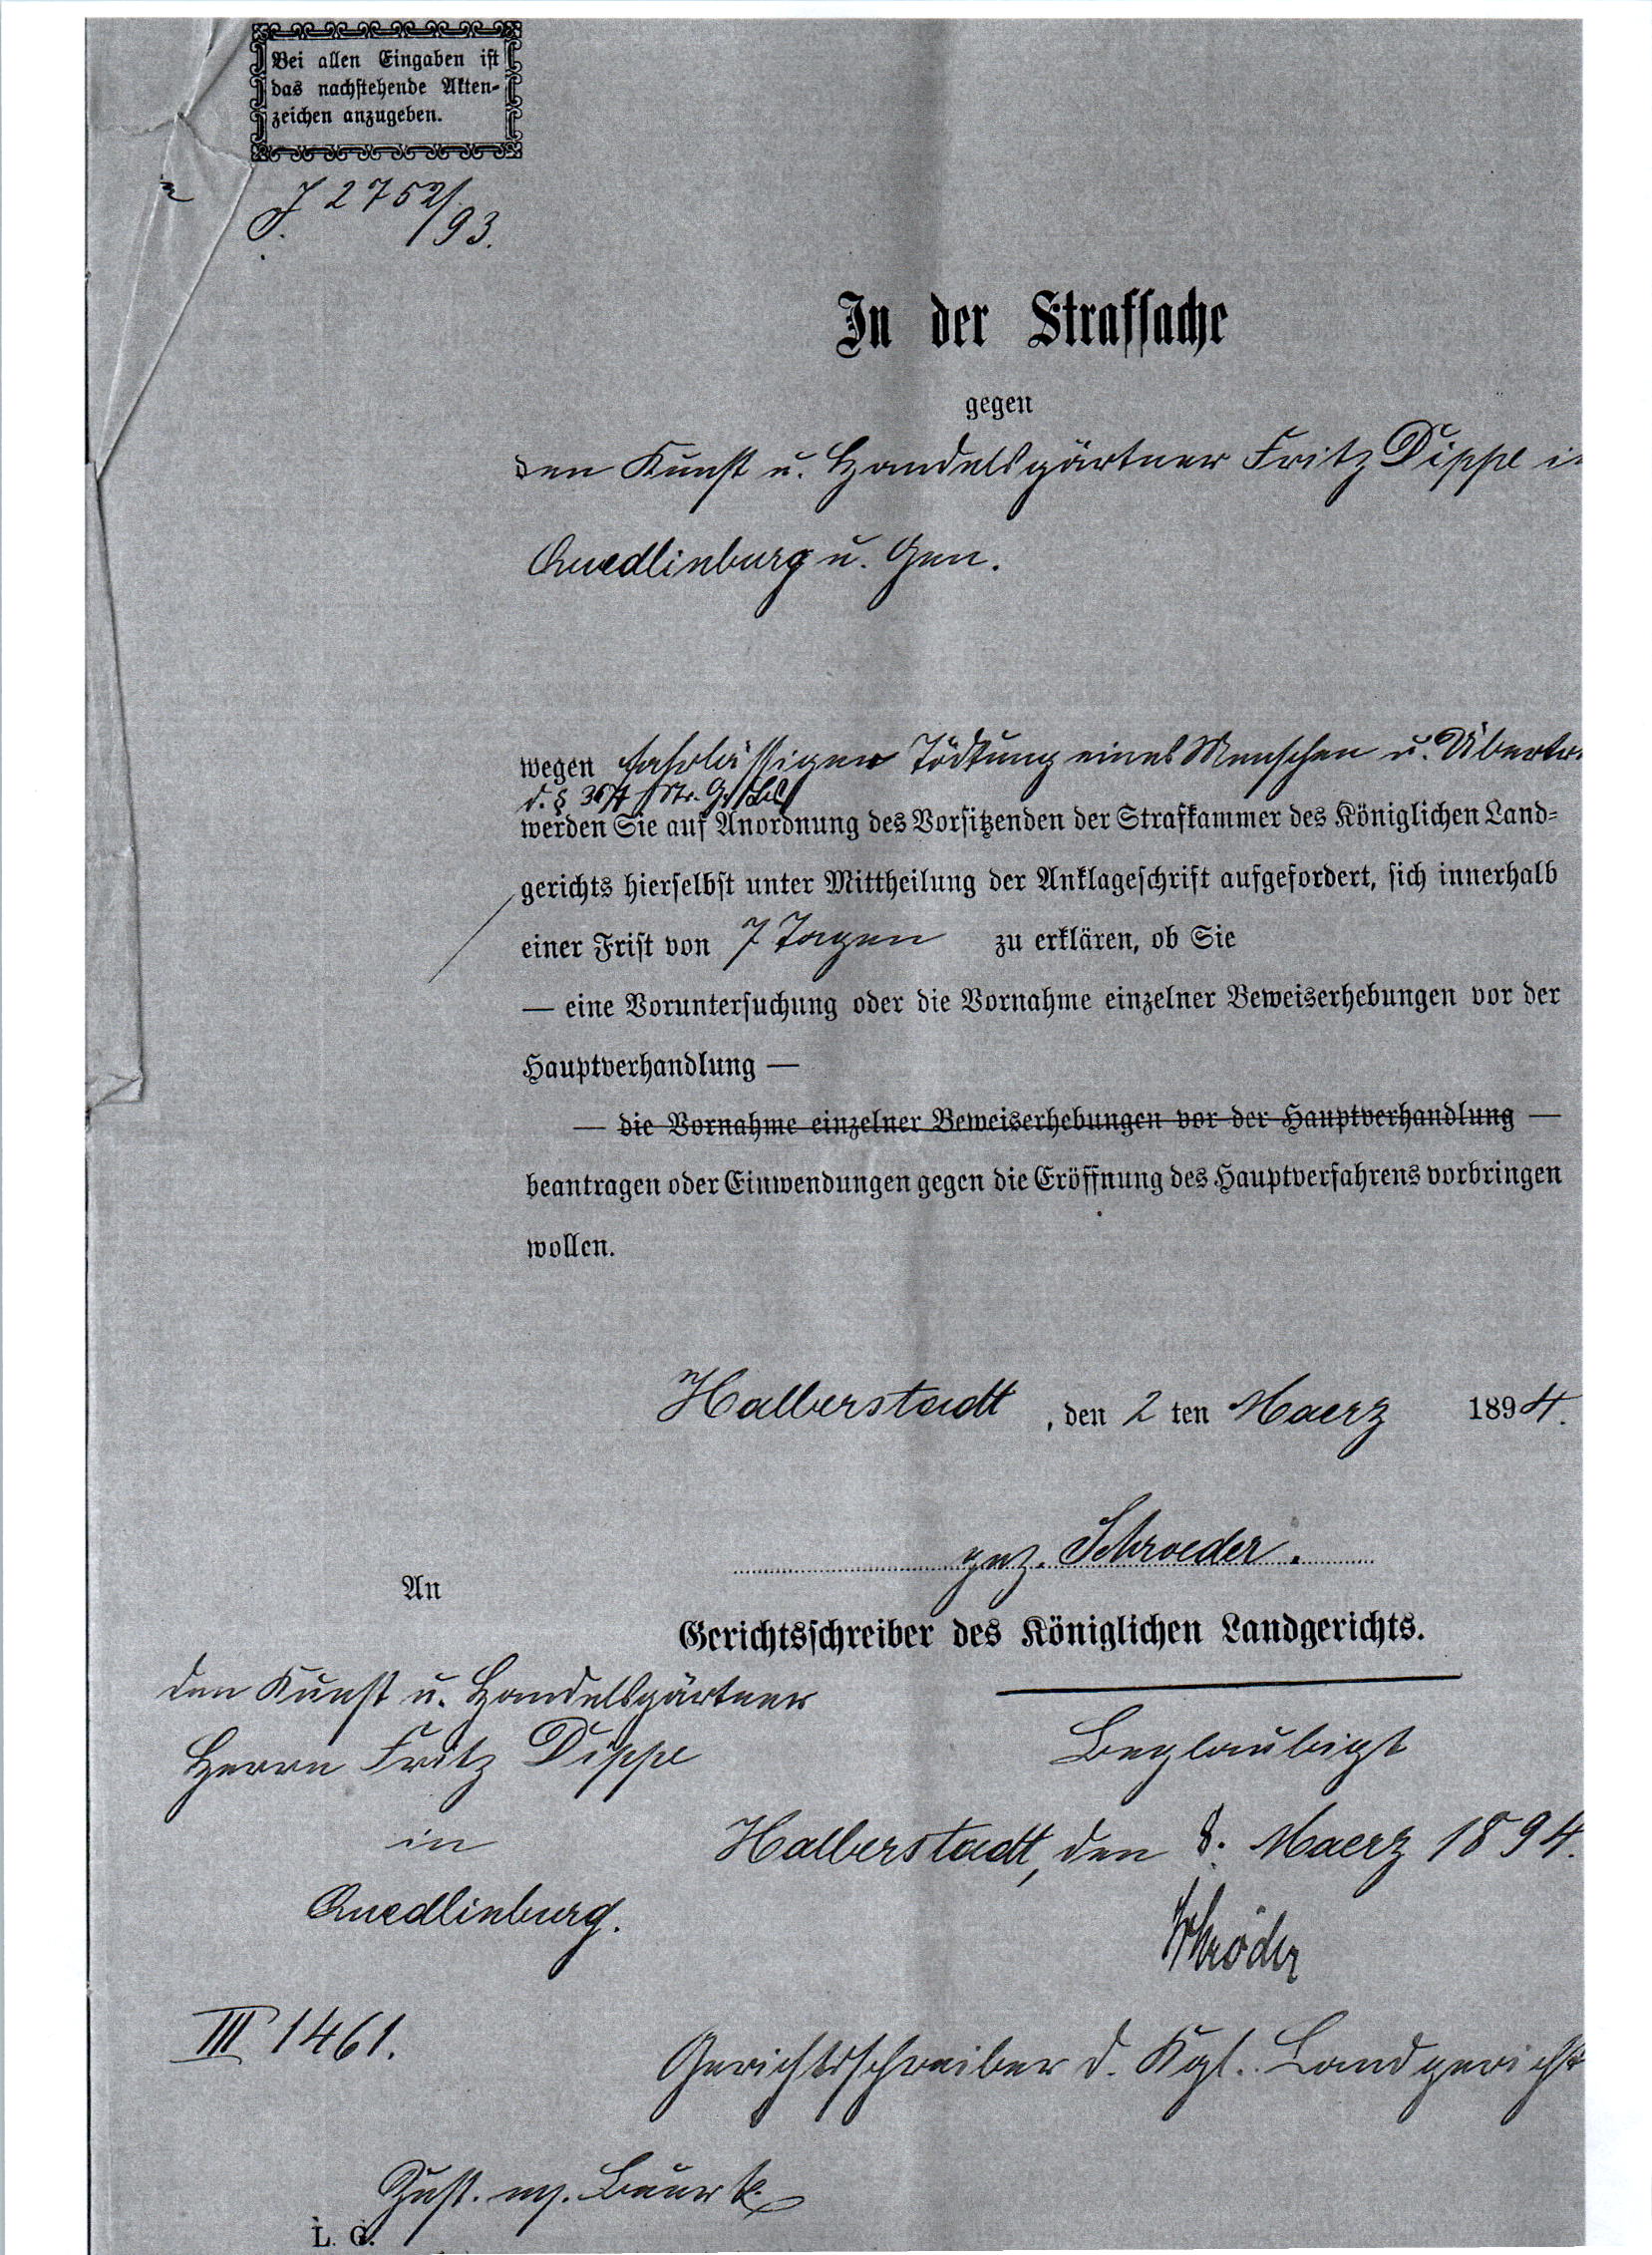 Bei allen Eingaben ist
das nachstehende Akten-
zeichen anzugeben.
J. 2752/93.
In der Strafsache
gegen
den Kunst u. Handelsgärtner Fritz Dippe
Quedlinburg u. Gen.
wegen fahrlässiger Tödtung eines Menschen u. Übertr
d. § Str. G.
werden Sie auf Anordnung des Vorsitzenden der Strafkammer des Königlichen Land-
gerichts hierselbst unter Mittheilung der Anklageschrift aufgefordert, sich innerhalb
einer Frist von 7 Tagen zu erklären, ob Sie
— eine Voruntersuchung oder die Vornahme einzelner Beweiserhebungen vor der
Hauptverhandlung —
— die Vornahme einzelner Beweiserhebungen vor der Hauptverhandlung —
beantragen oder Einwendungen gegen die Eröffnung des Hauptverfahrens vorbringen
wollen.
Halberstadt, den 2 ten Maerz 1894.
gez. Schroeder.
Gerichtsschreiber des Königlichen Landgerichts.
An
den Kunst u. Handelsgärtner
Herrn Fritz Dippe
in
Quedlinburg.
Beglaubigt
Halberstadt, den 8. Maerz 1894.
Schröder
Gerichtsschreiber d. Kgl. Landgericht
III 1461.
Zust.
L. G.